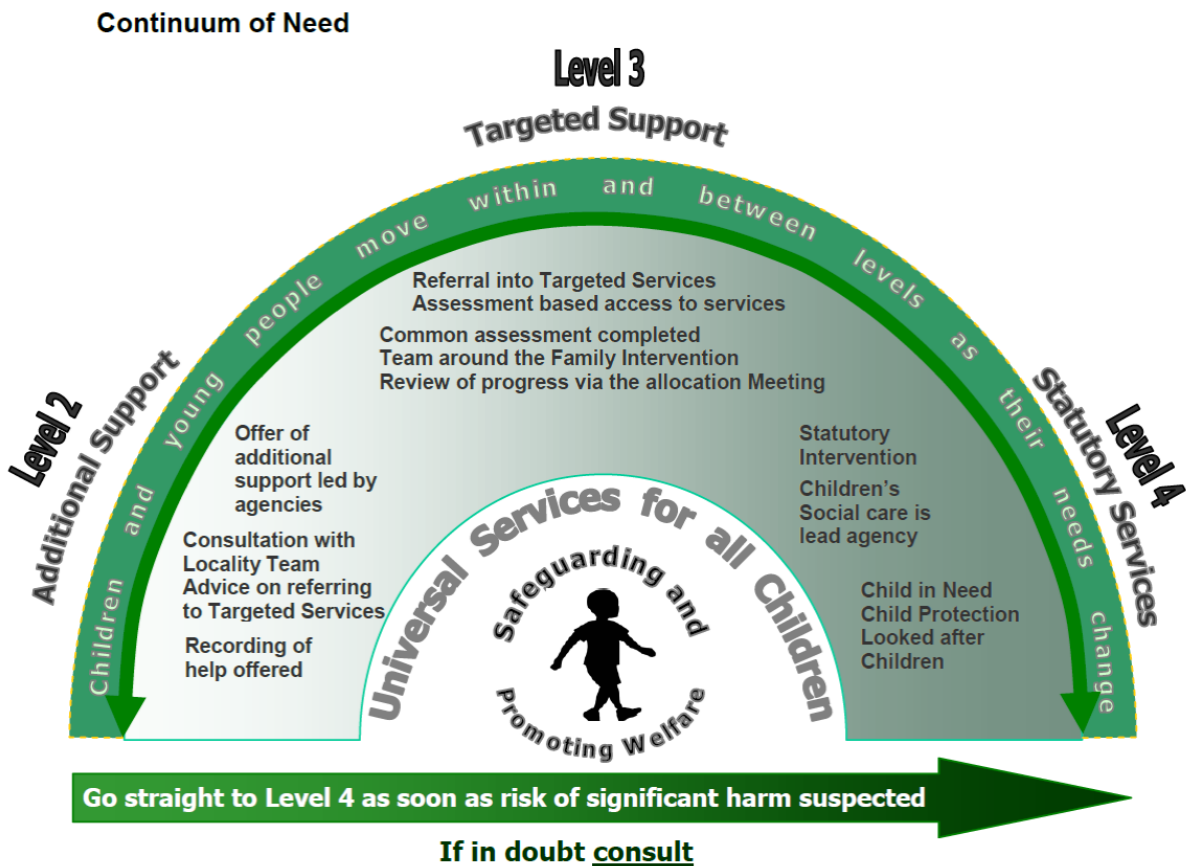 Continuum of Need
Level 3
Targeted Support
Level 2
Additional Support
Level 4
Statutory Services
Children and young people move within and between levels as their needs change
Referral into Targeted Services
Assessment based access to services
Common assessment completed
Team around the Family Intervention
Review of progress via the allocation Meeting
Offer of
additional
support led by
agencies
Consultation with
Locality Team
Advice on referring
to Targeted Services
Recording of
help offered
Statutory
Intervention
Children's
Social care is
lead agency
Child in Need
Child Protection
Looked after
Children
Universal Services for all Children
Safeguarding and
Promoting Welfare
Go straight to Level 4 as soon as risk of significant harm suspected
If in doubt consult